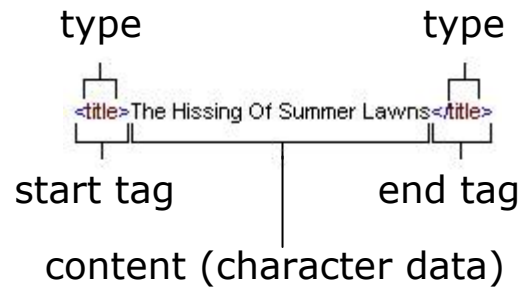 type type
<title>The Hissing Of Summer Lawns</title>
start tag end tag
content (character data)